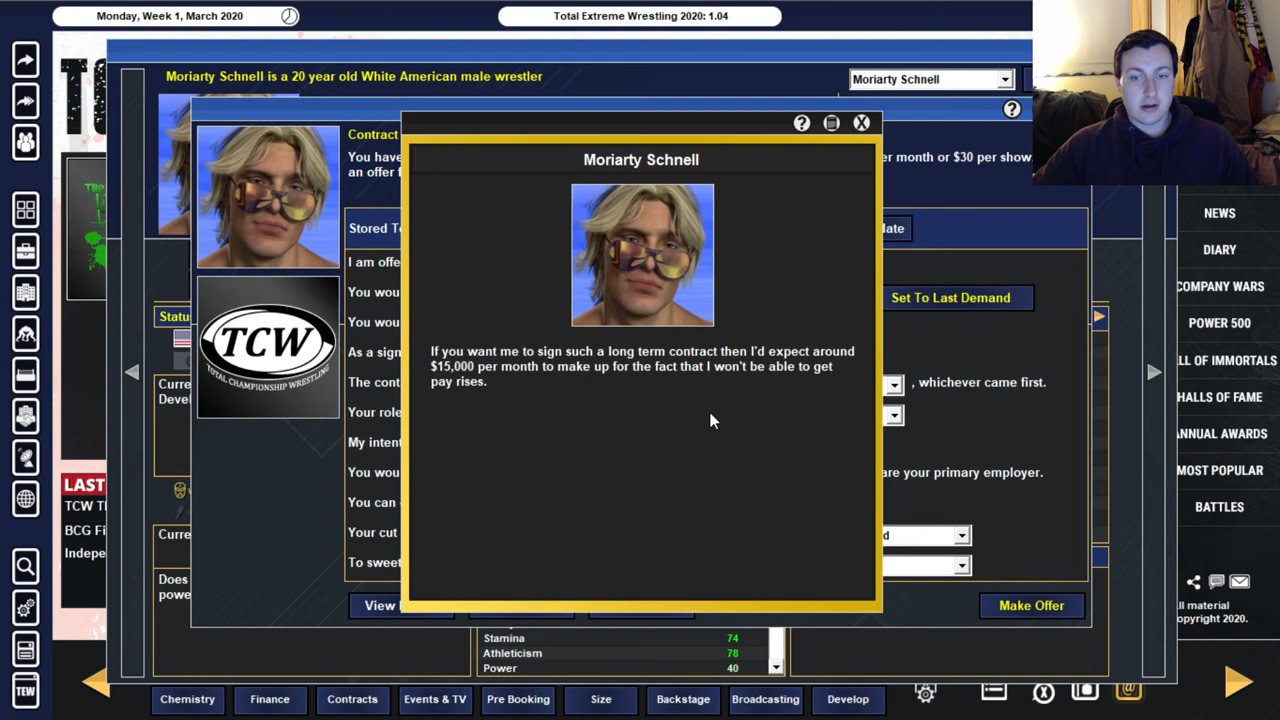 Monday, Week 1, March 2020
Total Extreme Wrestling 2020: 1.04
Moriarty Schnell is a 20 year old White American male wrestler
Moriarty Schnell
Contract
You have
per month or $30 per show.
an offer f
Moriarty Schnell
If you want me to sign such a long term contract then I'd expect around
$15,000 per month to make up for the fact that I won't be able to get
pay rises.
Stored Te
late
I am offe
You wou
Set To Last Demand
You wou
As a sign
The cont
, whichever came first.
Your role
My intent
You wou
are your primary employer.
You can
Your cut
d
To sweet
View
Make Offer
TCW
TOTAL CHAMPIONSHIP WRESTLING
Status
Curre
Deve
Curre
Does
powe
Stamina 74
Athleticism 78
Power 40
TC
LAST
TCW T
BCG Fi
Indepe
NEWS
DIARY
COMPANY WARS
POWER 500
LL OF IMMORTALS
HALLS OF FAME
ANNUAL AWARDS
MOST POPULAR
BATTLES
ll material
opyright 2020.
TEW
Chemistry
Finance
Contracts
Events & TV
Pre Booking
Size
Backstage
Broadcasting
Develop